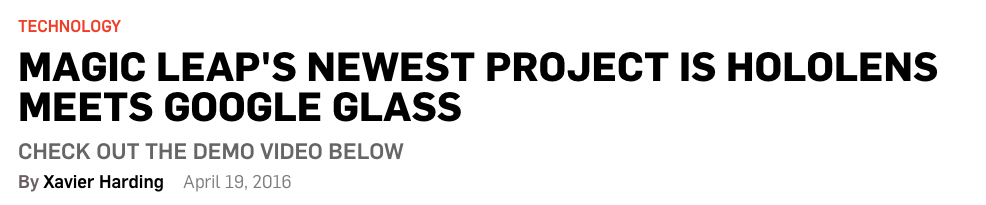 TECHNOLOGY
MAGIC LEAP'S NEWEST PROJECT IS HOLOLENS
MEETS GOOGLE GLASS
CHECK OUT THE DEMO VIDEO BELOW
By Xavier Harding April 19, 2016